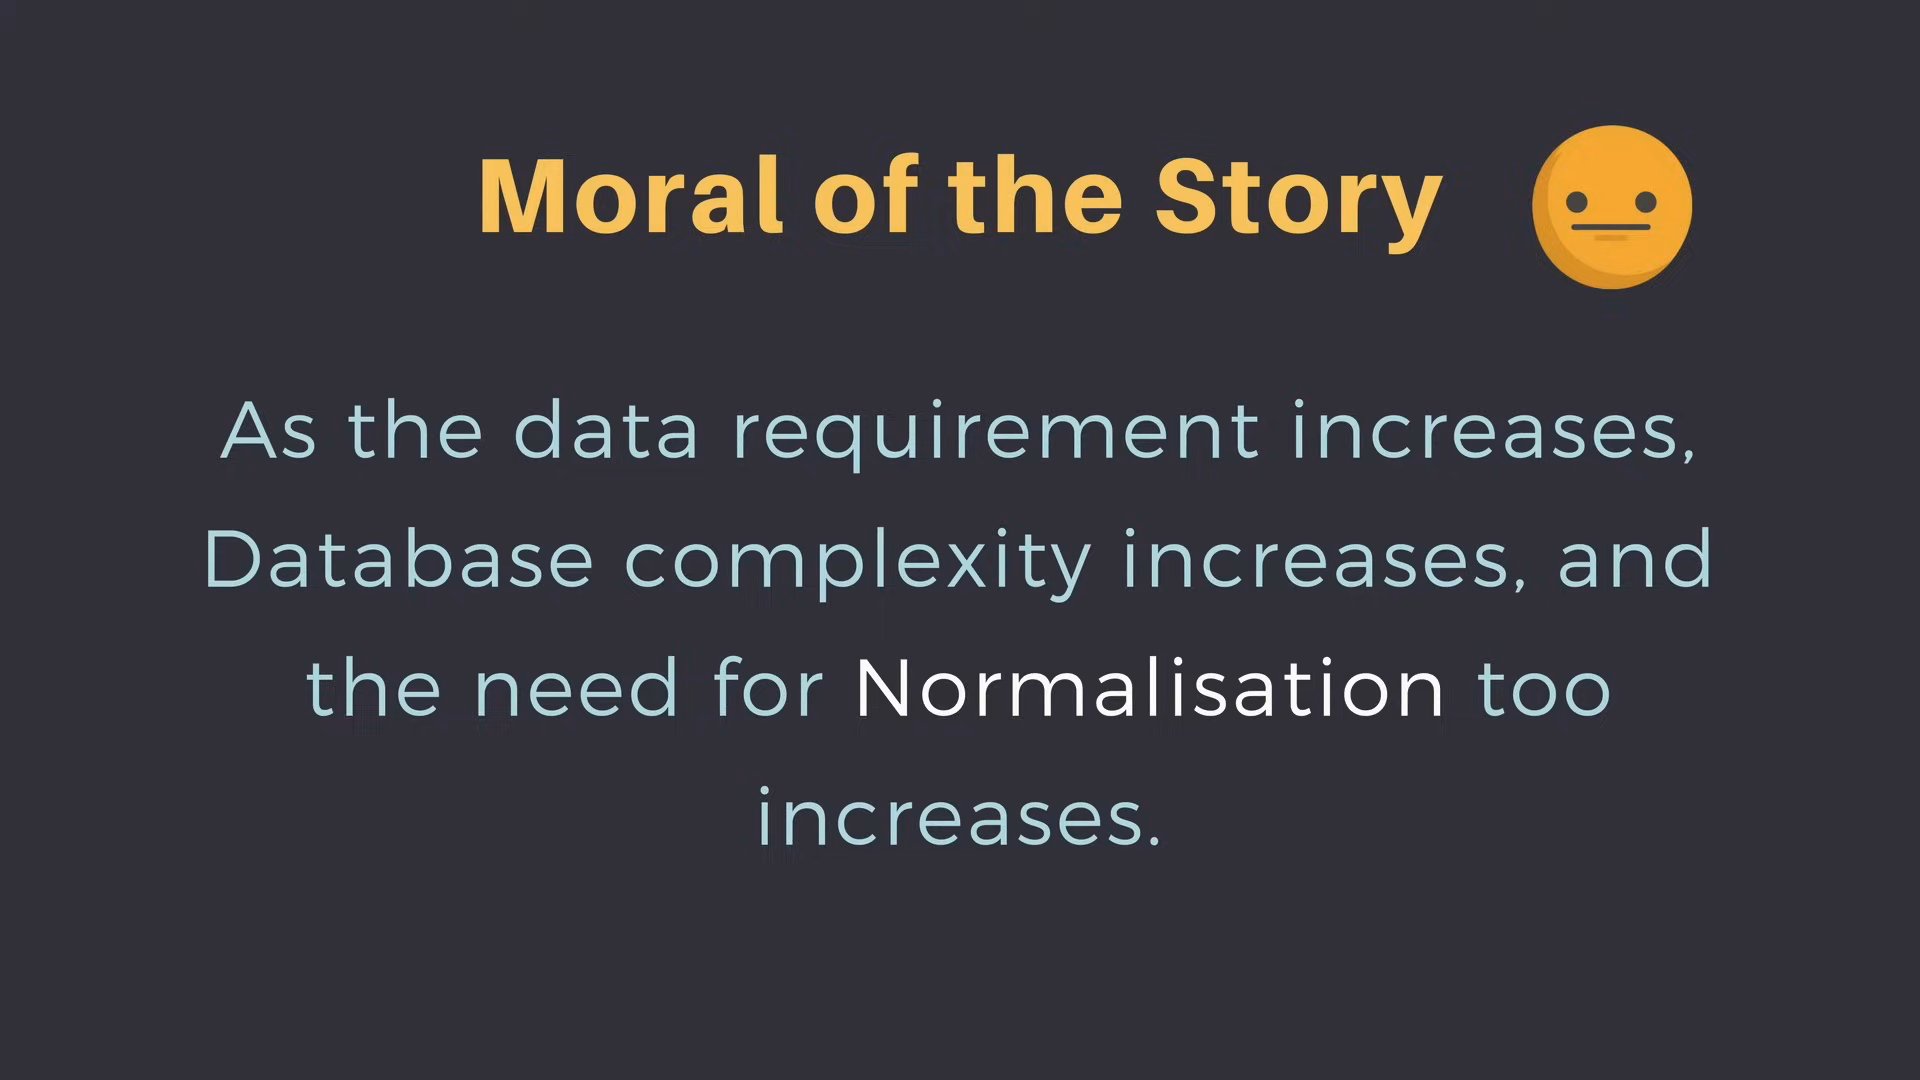 Moral of the Story
As the data requirement increases,
Database complexity increases, and
the need for Normalisation too
increases.